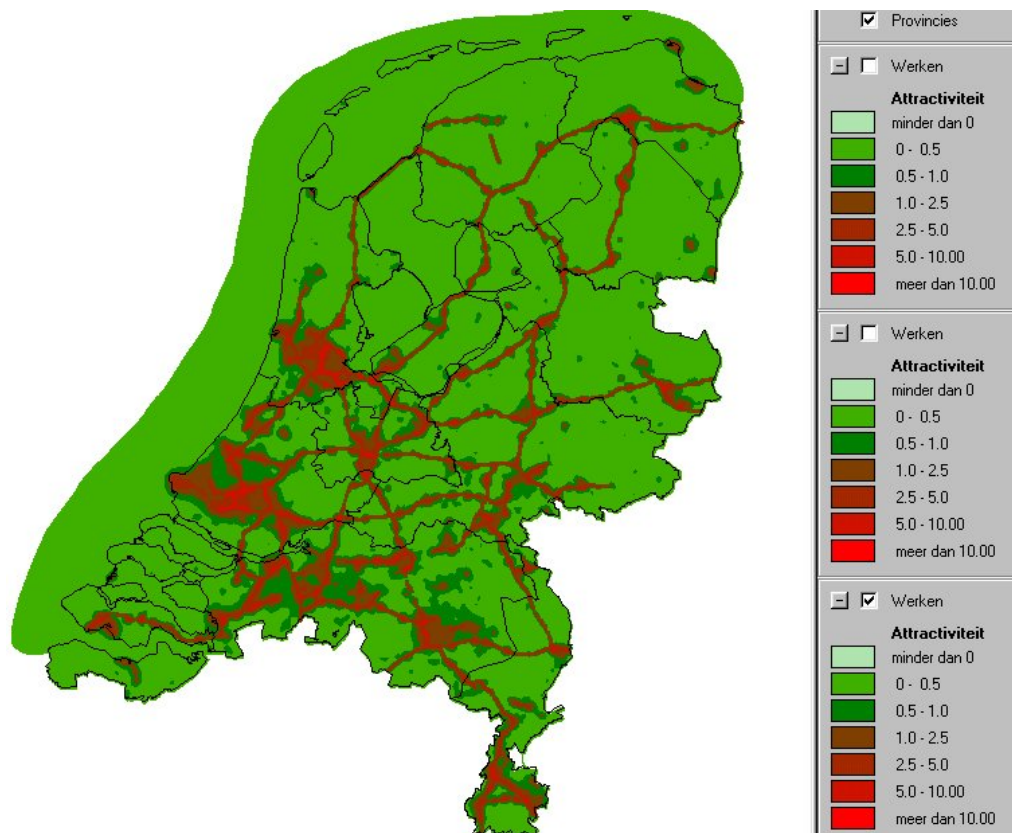 Provincies
Werken
Attractiviteit
minder dan 0
0 - 0.5
0.5 - 1.0
1.0 - 2.5
2.5 - 5.0
5.0 - 10.00
meer dan 10.00
Werken
Attractiviteit
minder dan 0
0 - 0.5
0.5 - 1.0
1.0 - 2.5
2.5 - 5.0
5.0 - 10.00
meer dan 10.00
Werken
Attractiviteit
minder dan 0
0 - 0.5
0.5 - 1.0
1.0 - 2.5
2.5 - 5.0
5.0 - 10.00
meer dan 10.00